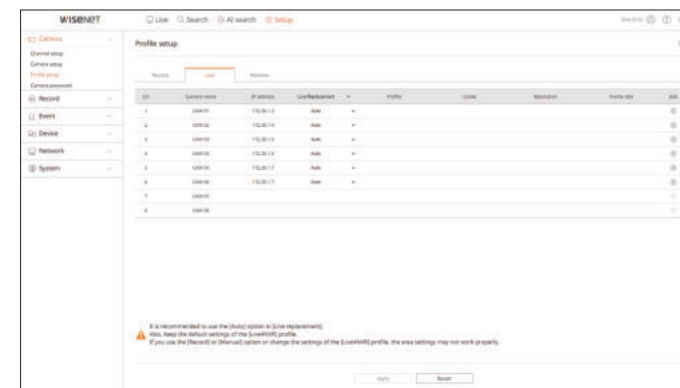 WISENET
Live Search AI search Setup
Camera
Channel setup
Camera setup
Profile setup
Camera password
Record
Event
Device
Network
System
Profile setup
Record Live Remote
CH Camera name IP address Live Replacement Profile Codec Resolution Frame rate Edit
1 CAM 01 Auto
2 CAM 02 Auto
3 CAM 03 Auto
4 CAM 04 Auto
5 CAM 05 Auto
6 CAM 06 Auto
7 CAM 07
8 CAM 08
It is recommended to use the [Auto] option in [Live replacement].
Also, keep the default settings of the [Live4NVR] profile.
If you use the [Record] or [Manual] option or change the settings of the [Live4NVR] profile, the area settings may not work properly.
Apply Reset